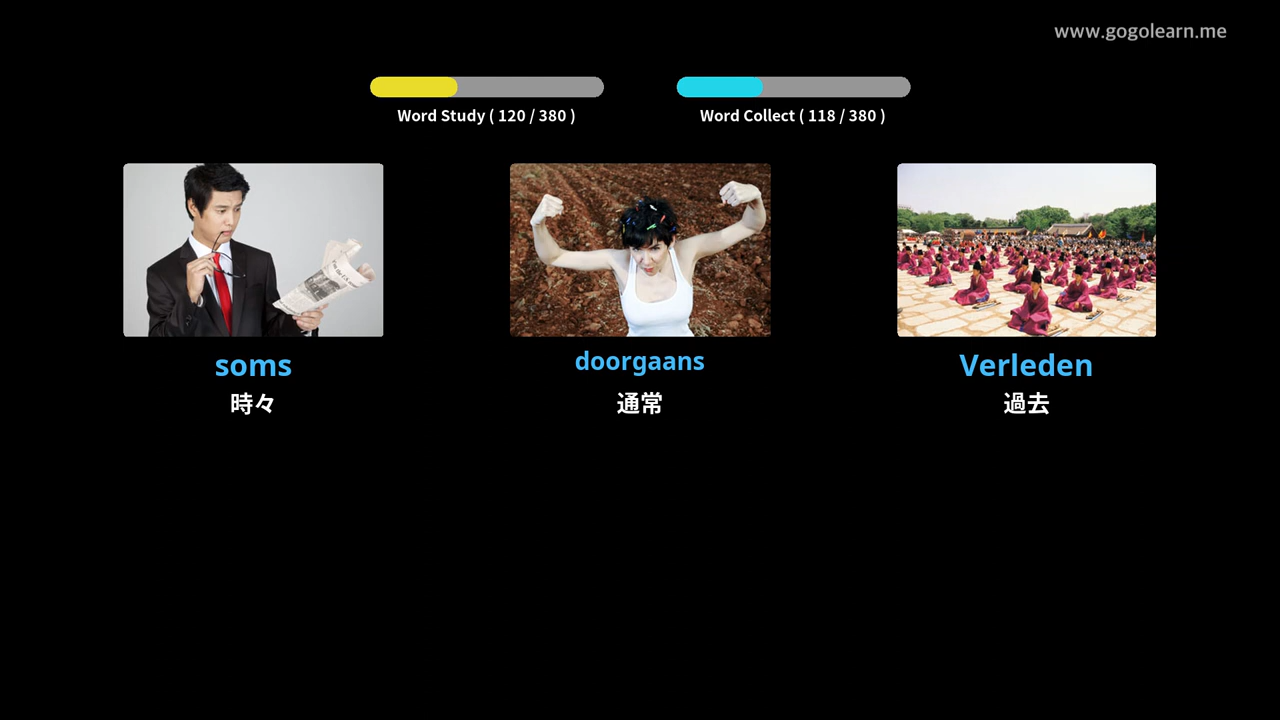 www.gogolearn.me
Word Study ( 120 / 380 )
Word Collect ( 118 / 380 )
soms
doorgaans
Verleden
時々
通常
過去